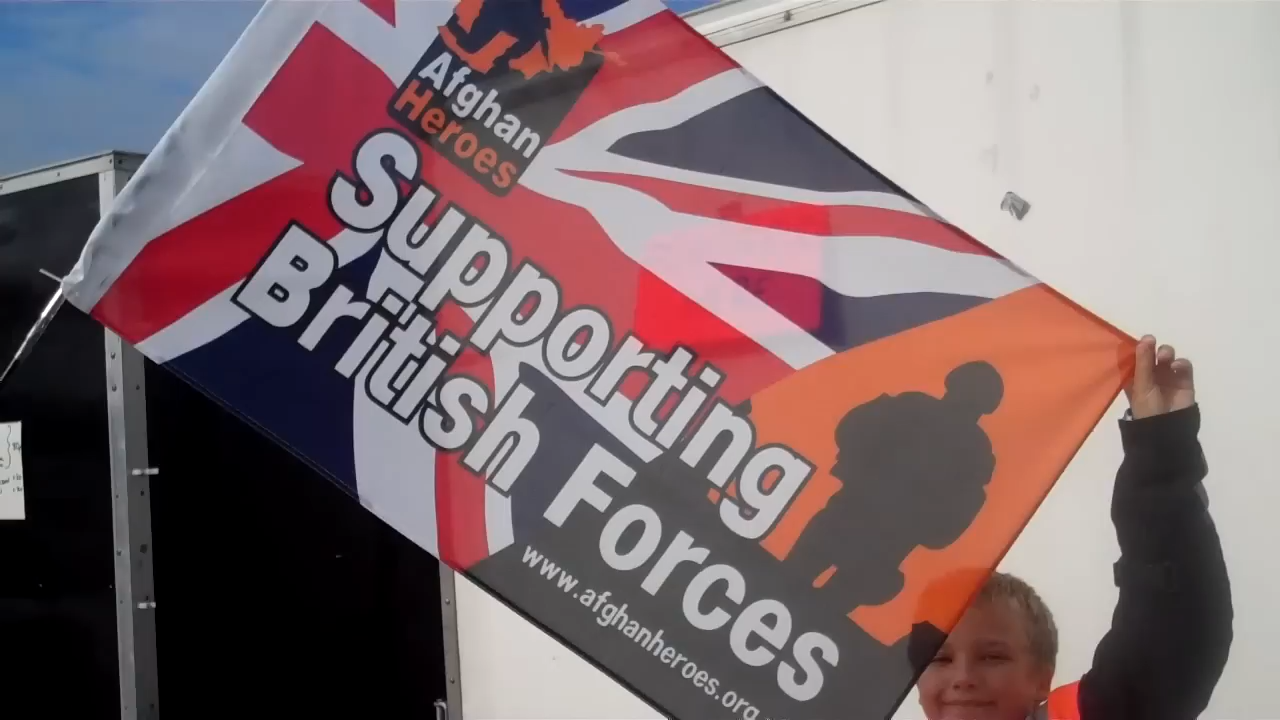 Afghan
Heroes
Supporting
British Forces
www.afghanheroes.org